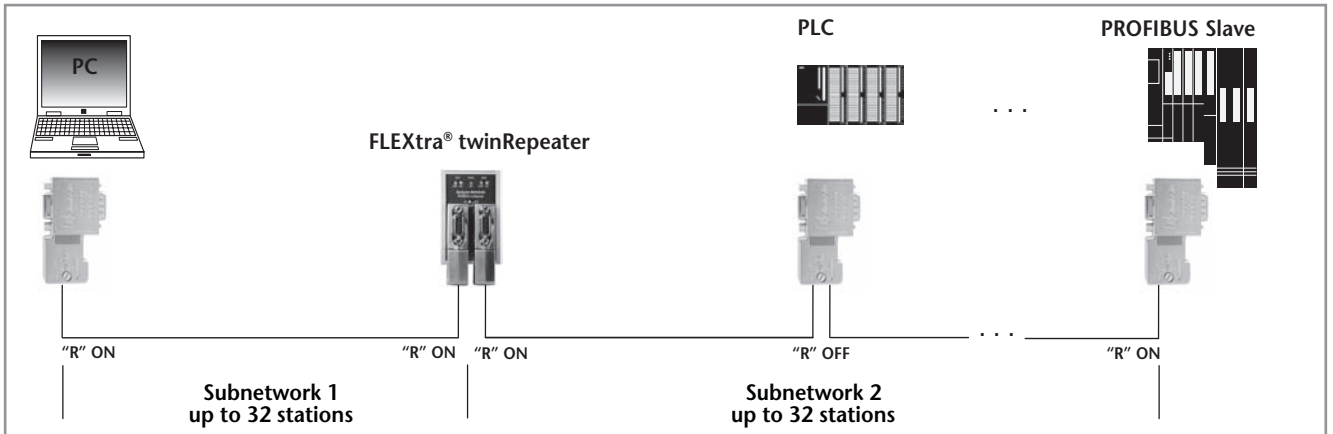 PLC
PROFIBUS Slave
PC
. . .
FLEXtra® twinRepeater
. . .
“R” ON
“R” ON
“R” ON
“R” OFF
“R” ON
Subnetwork 1
up to 32 stations
Subnetwork 2
up to 32 stations